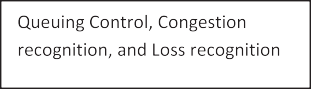 Queuing Control, Congestion
recognition, and Loss recognition